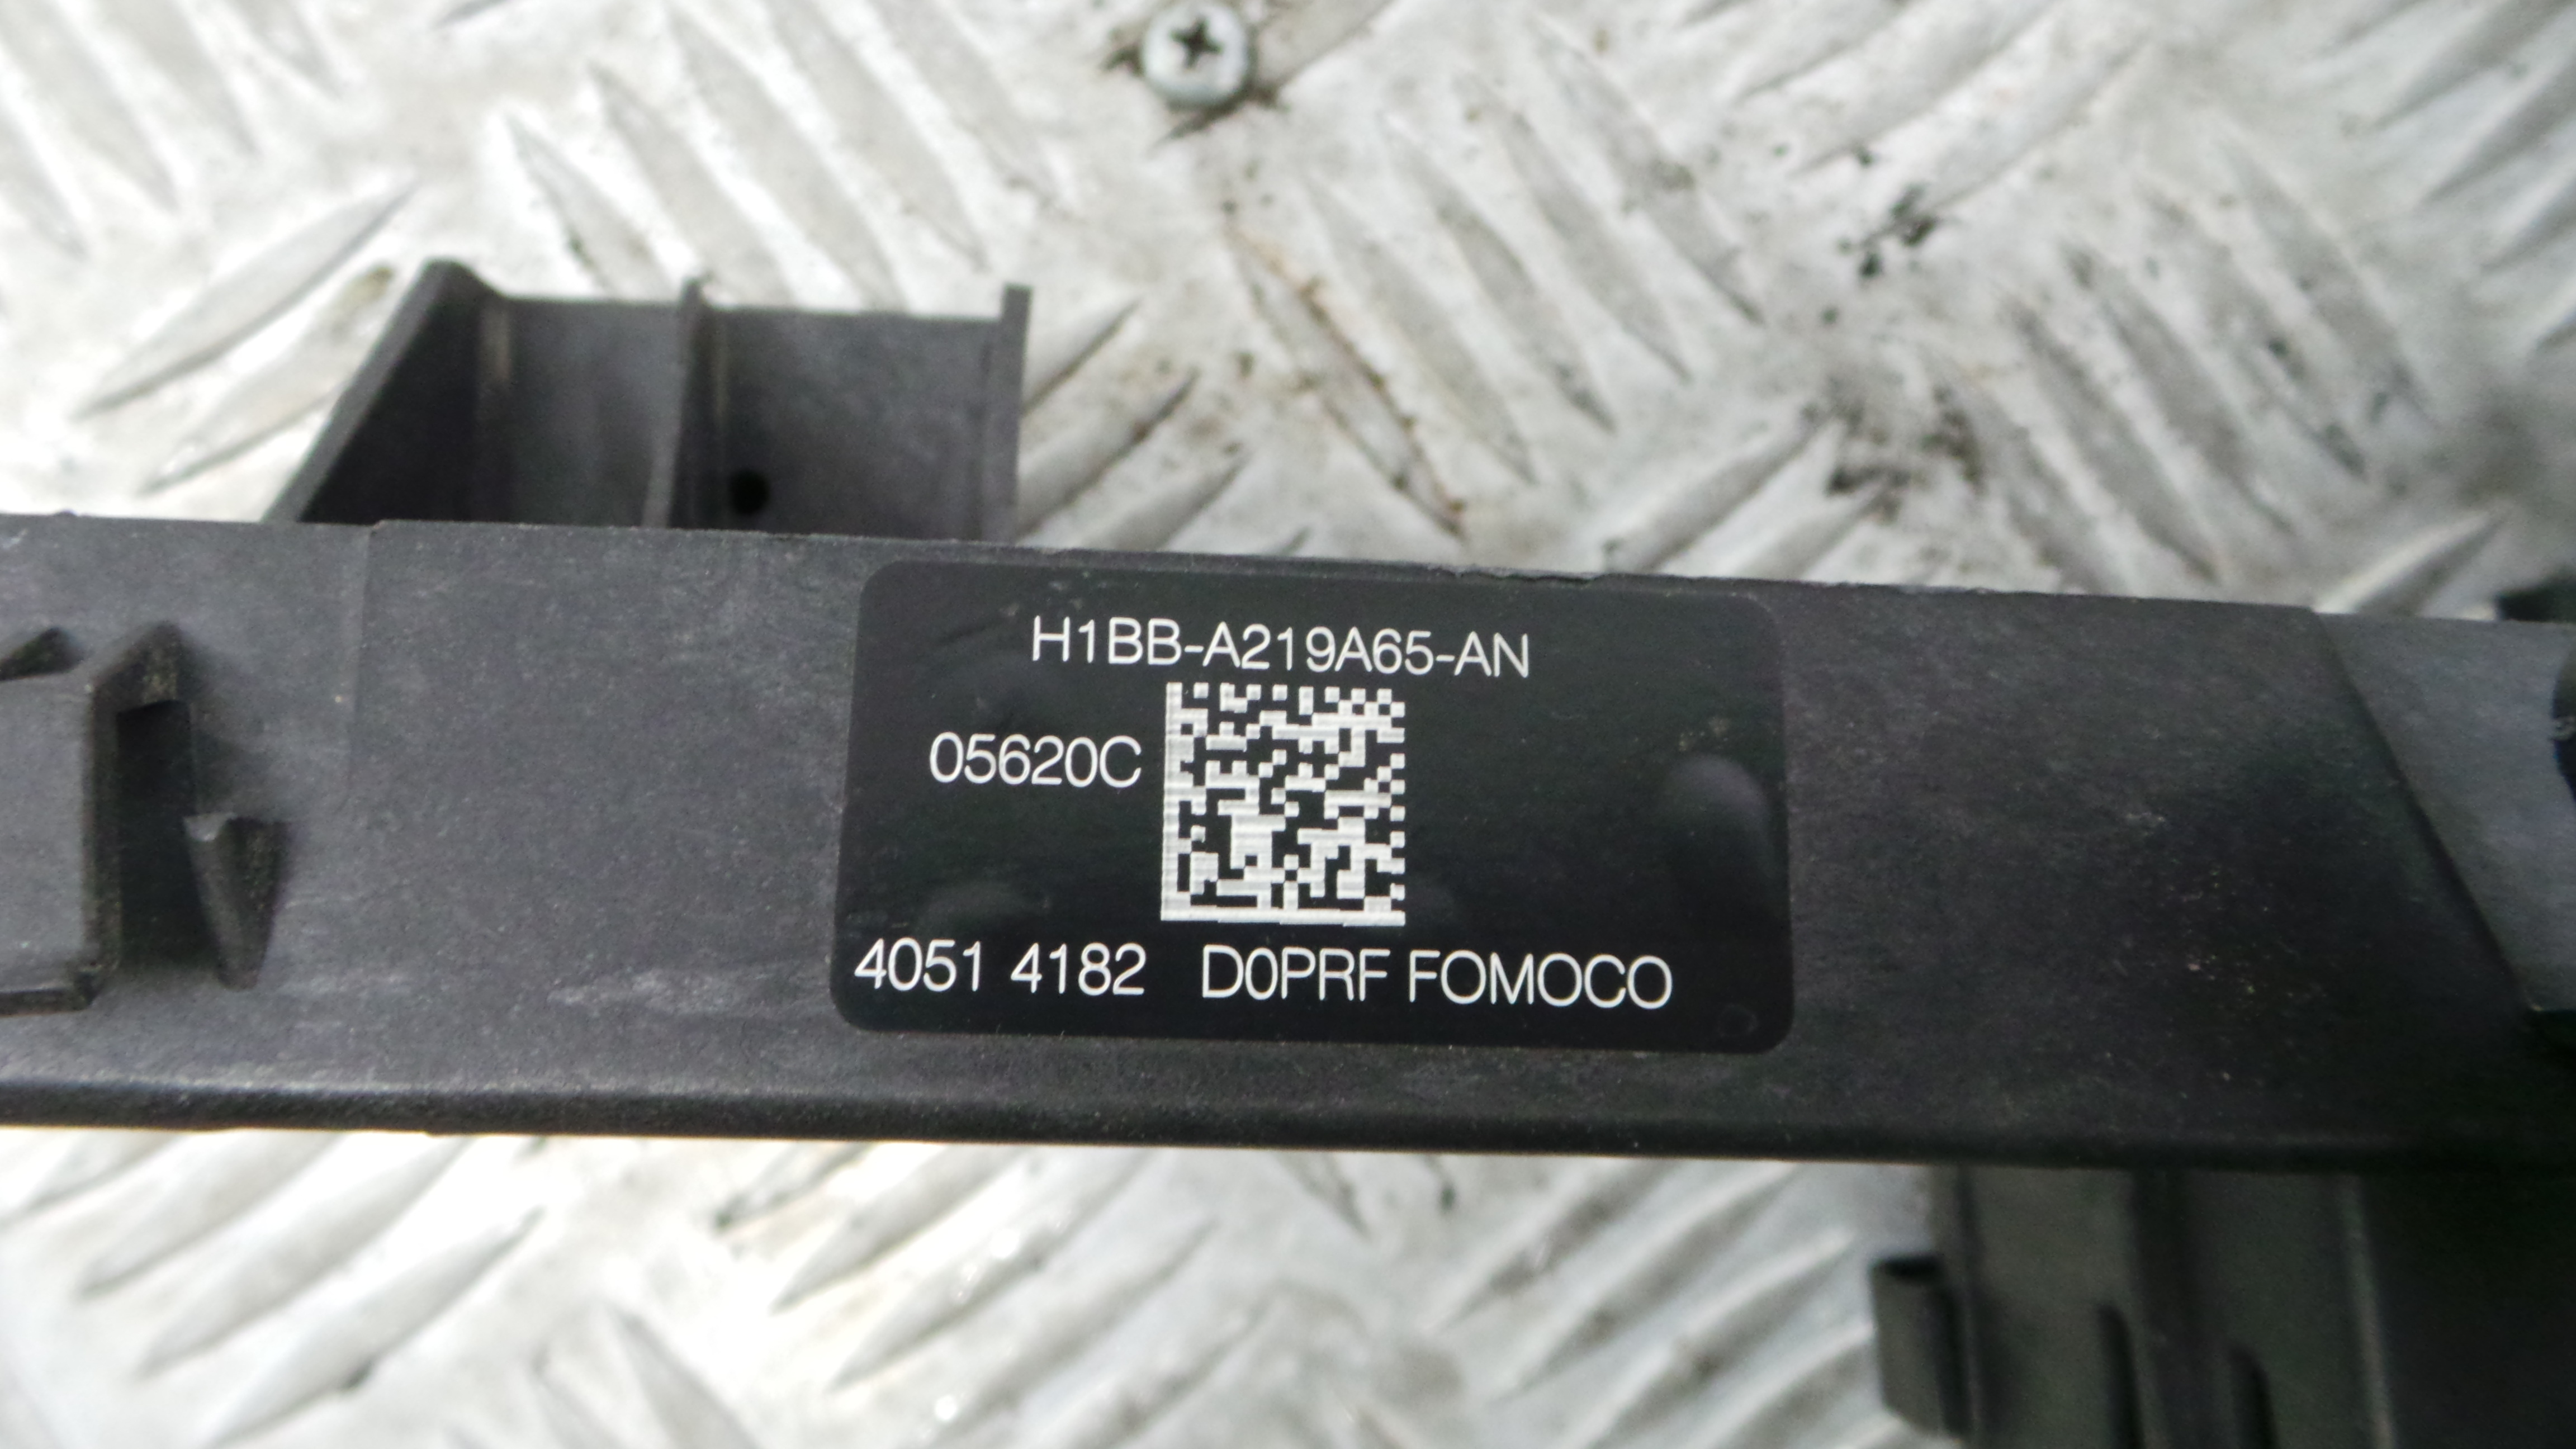 H1BB-A219A65-AN
05620C
4051 4182 D0PRF FOMOCO